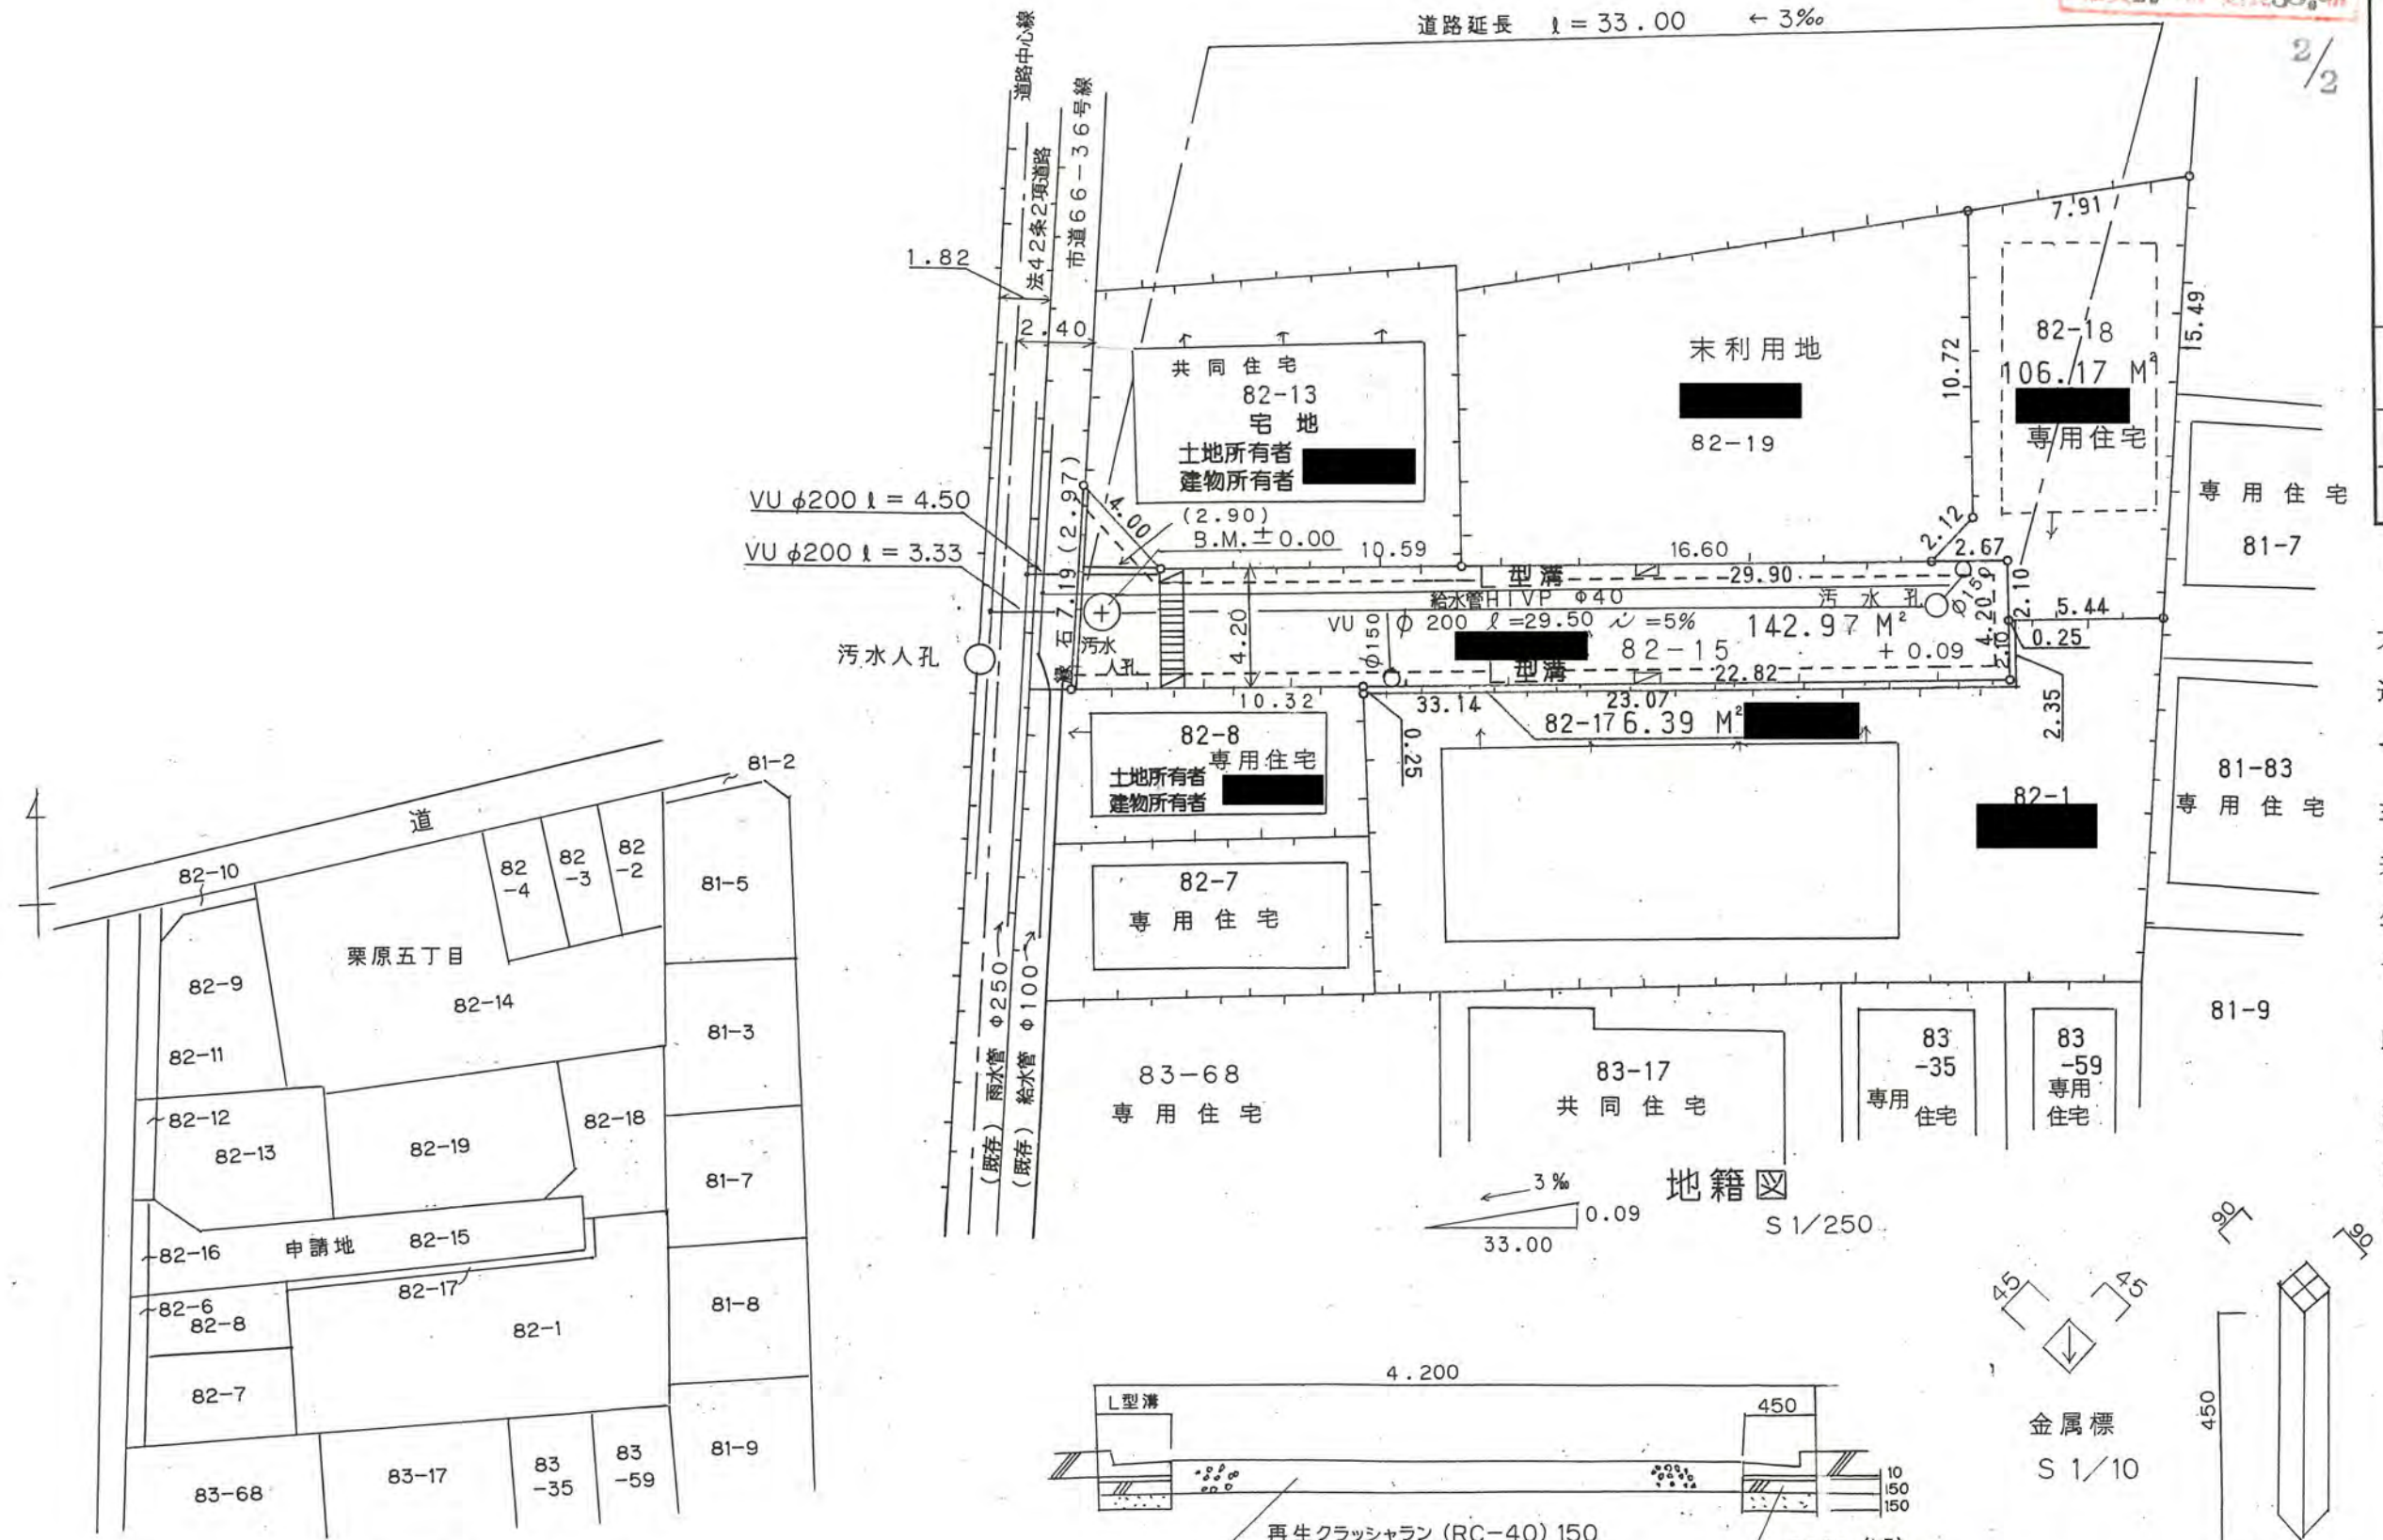 道路延長 ℓ = 33.00 ← 3‰
2/2
道路中心線
法42条2項道路
市道66-36号線
1.82
2.40
共同住宅
82-13
宅地
土地所有者
建物所有者
末利用地
82-19
10.72
7.91
82-18
106.17 M²
専用住宅
15.49
専用住宅
81-7
VU φ200 ℓ = 4.50
VU φ200 ℓ = 3.33
(2.97)
4.00
(2.90)
B.M. ± 0.00
10.59
16.60
2.12
2.67
L型溝
29.90
給水管HIVP Φ40
汚水孔
φ150
2.10
5.44
VU φ 200 ℓ = 29.50 i = 5%
142.97 M²
4.20
0.25
縁石 7.19
汚水人孔
汚水
人孔
4.20
φ150
82-15
+ 0.09
2.10
L型溝
22.82
10.32
33.14
23.07
82-17 6.39 M²
0.25
2.35
82-8
専用住宅
土地所有者
建物所有者
82-1
81-83
専用住宅
82-7
専用住宅
(既存) 雨水管 Φ250
(既存) 給水管 Φ100
81-9
83-68
専用住宅
83-17
共同住宅
83
-35
専用
住宅
83
-59
専用
住宅
3‰
0.09
33.00
地籍図
S 1/250
道
81-2
82-10
82
-4
82
-3
82
-2
81-5
栗原五丁目
82-9
82-14
81-3
82-11
82-12
82-13
82-19
82-18
81-7
82-16
申請地
82-15
82-17
82-6
82-8
82-1
81-8
82-7
81-9
83-68
83-17
83
-35
83
-59
4.200
L型溝
450
10
150
150
再生クラッシャラン (RC-40) 150
45
45
金属標
S 1/10
90
90
450